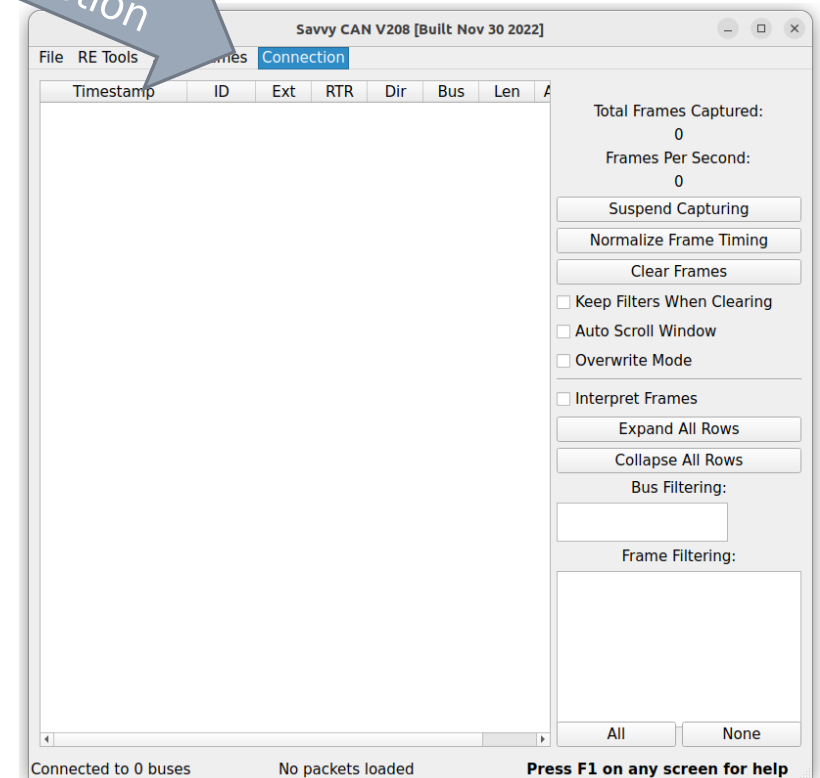 Savvy CAN V208 [Built Nov 30 2022]
File RE Tools Connection
Timestamp ID Ext RTR Dir Bus Len
Total Frames Captured:
0
Frames Per Second:
0
Suspend Capturing
Normalize Frame Timing
Clear Frames
Keep Filters When Clearing
Auto Scroll Window
Overwrite Mode
Interpret Frames
Expand All Rows
Collapse All Rows
Bus Filtering:
Frame Filtering:
All None
Connected to 0 buses No packets loaded Press F1 on any screen for help